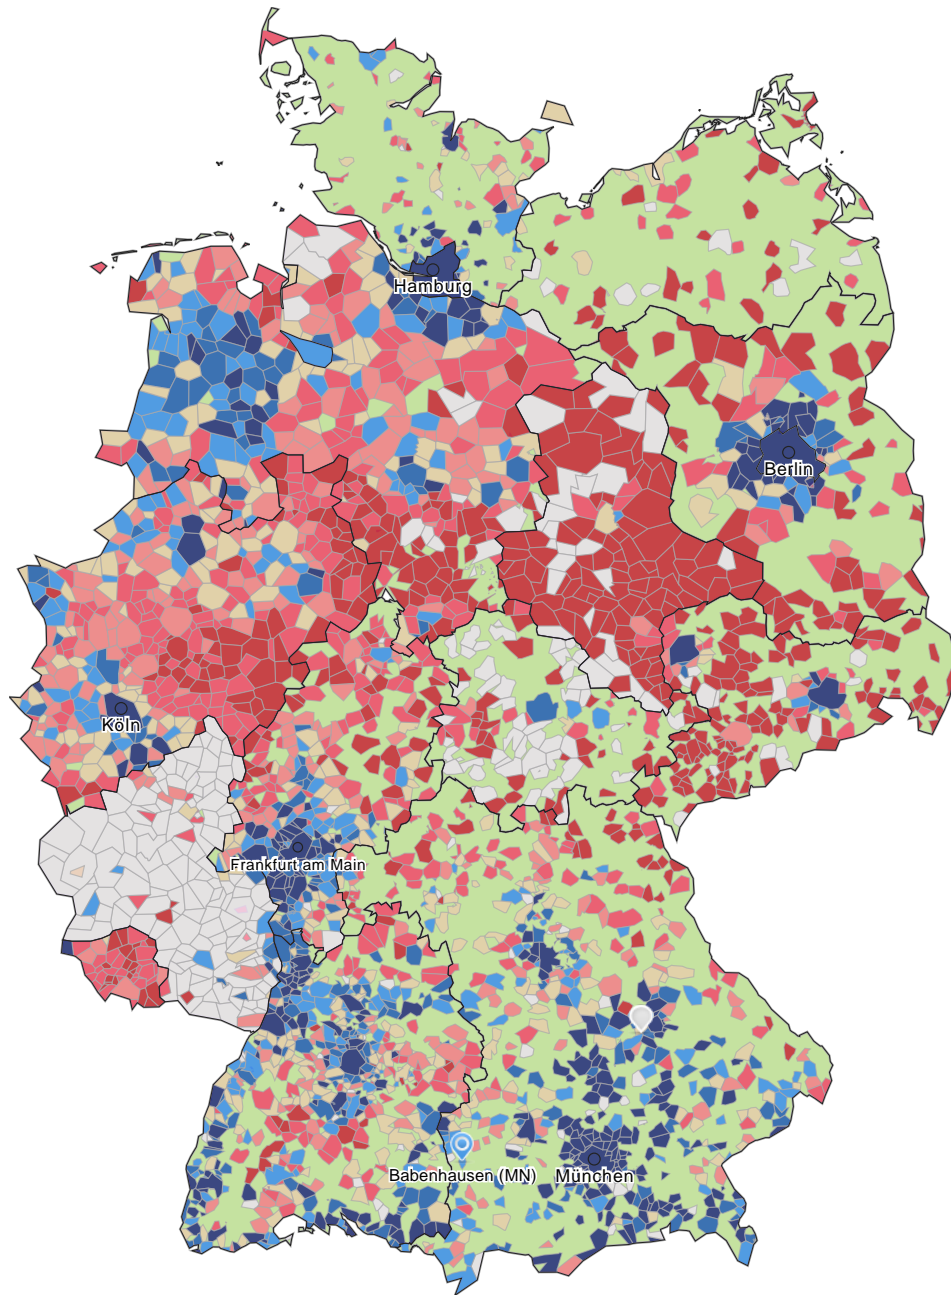 Hamburg
Berlin
Köln
Frankfurt am Main
Babenhausen (MN)
München